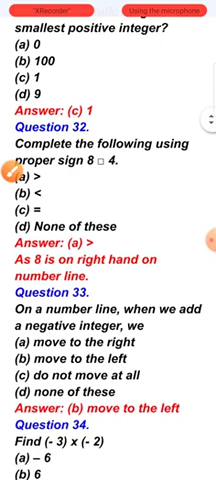 "XRecorder"
Using the microphone
smallest positive integer?
(a) 0
(b) 100
(c) 1
(d) 9
Answer: (c) 1
Question 32.
Complete the following using
proper sign 8 □ 4.
(a) >
(b) <
(c) =
(d) None of these
Answer: (a) >
As 8 is on right hand on
number line.
Question 33.
On a number line, when we add
a negative integer, we
(a) move to the right
(b) move to the left
(c) do not move at all
(d) none of these
Answer: (b) move to the left
Question 34.
Find (- 3) x (- 2)
(a) – 6
(b) 6